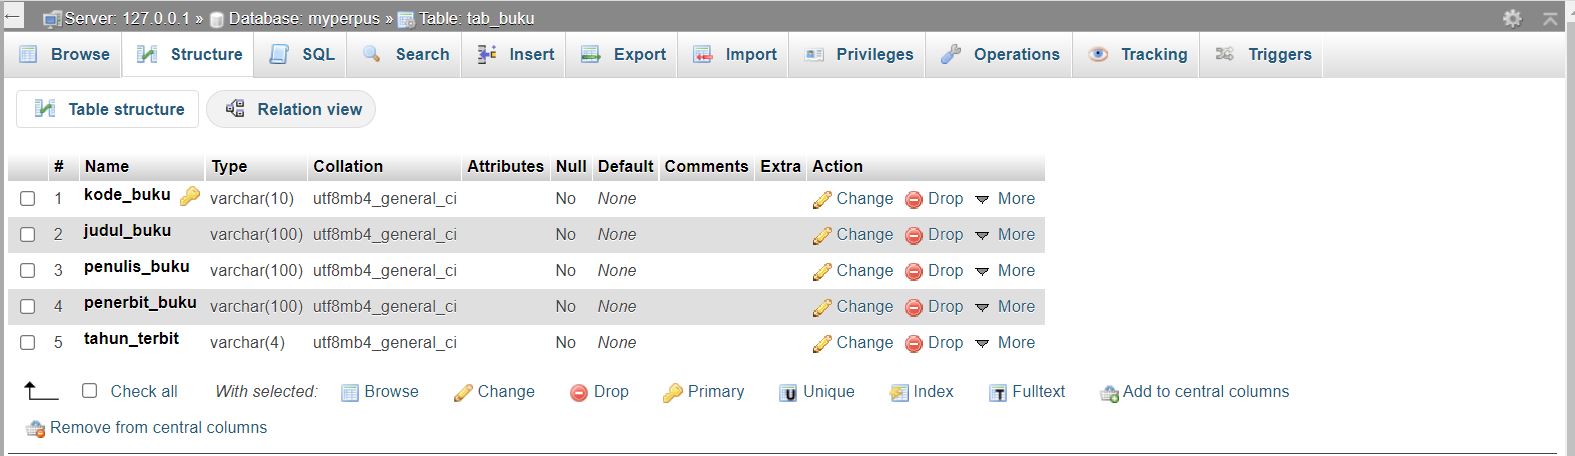 Server: 127.0.0.1 » Database: myperpus » Table: tab_buku
Browse Structure SQL Search Insert Export Import Privileges Operations Tracking Triggers
Table structure Relation view
# Name Type Collation Attributes Null Default Comments Extra Action
1 kode_buku varchar(10) utf8mb4_general_ci No None Change Drop More
2 judul_buku varchar(100) utf8mb4_general_ci No None Change Drop More
3 penulis_buku varchar(100) utf8mb4_general_ci No None Change Drop More
4 penerbit_buku varchar(100) utf8mb4_general_ci No None Change Drop More
5 tahun_terbit varchar(4) utf8mb4_general_ci No None Change Drop More
Check all With selected: Browse Change Drop Primary Unique Index Fulltext Add to central columns
Remove from central columns